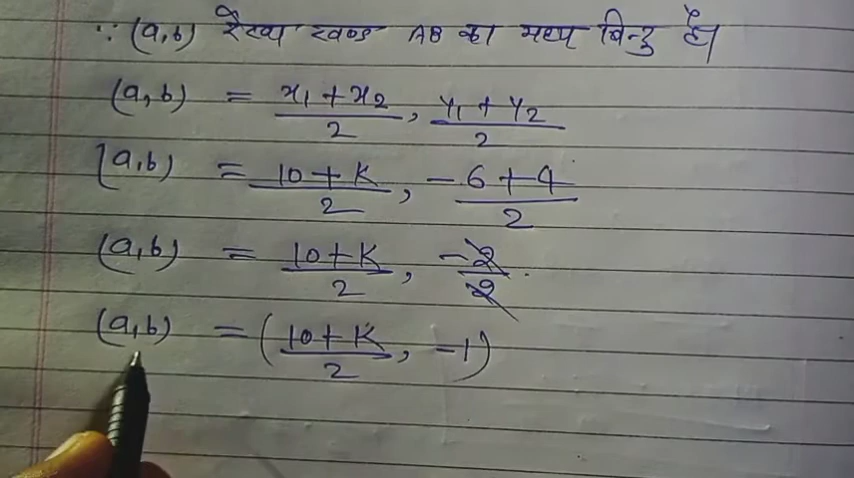 ∵ (a,b) रैख्य खण्ड AB का मध्य बिन्दु है।
(a,b) = x₁ + x₂ / 2 , y₁ + y₂ / 2
(a,b) = 10 + K / 2 , - 6 + 4 / 2
(a,b) = 10 + K / 2 , - 2 / 2 .
(a,b) = ( 10 + K / 2 , -1 )